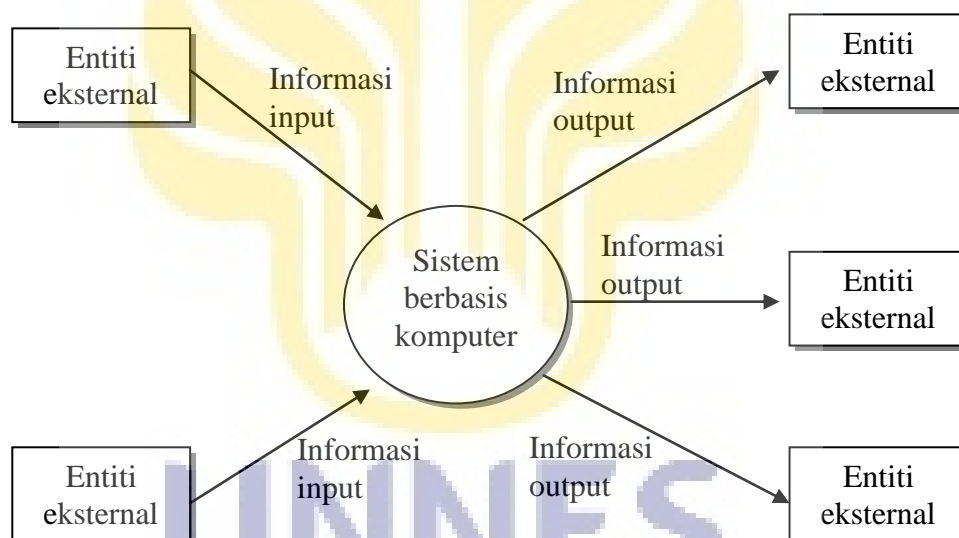 Entiti
eksternal
Informasi
input
Informasi
output
Entiti
eksternal
Sistem
berbasis
komputer
Informasi
output
Entiti
eksternal
Entiti
eksternal
Informasi
input
Informasi
output
Entiti
eksternal
UNNES